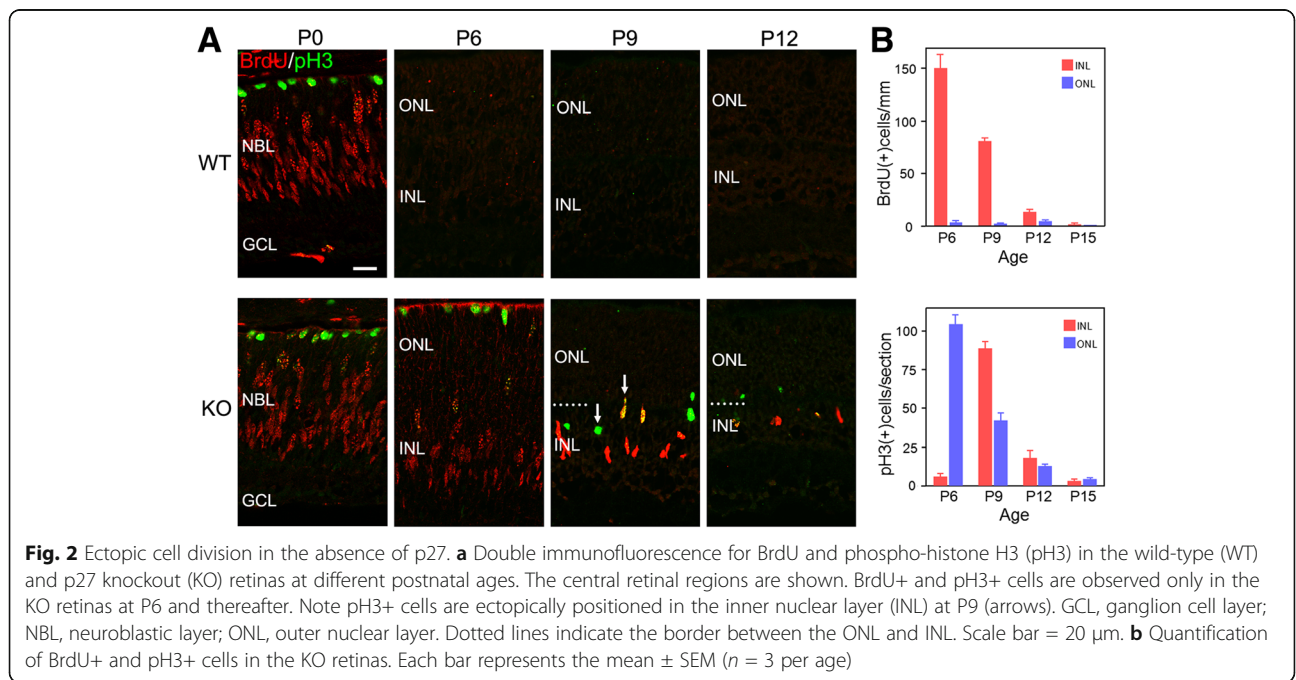 A
P0 P6 P9 P12
BrdU/pH3
WT
NBL
GCL
ONL
INL
ONL
INL
ONL
INL
KO
NBL
GCL
ONL
INL
ONL
INL
ONL
INL
B
BrdU(+)cells/mm
150
100
50
0
INL
ONL
P6 P9 P12 P15
Age
pH3(+)cells/section
100
75
50
25
0
INL
ONL
P6 P9 P12 P15
Age
Fig. 2 Ectopic cell division in the absence of p27. a Double immunofluorescence for BrdU and phospho-histone H3 (pH3) in the wild-type (WT)
and p27 knockout (KO) retinas at different postnatal ages. The central retinal regions are shown. BrdU+ and pH3+ cells are observed only in the
KO retinas at P6 and thereafter. Note pH3+ cells are ectopically positioned in the inner nuclear layer (INL) at P9 (arrows). GCL, ganglion cell layer;
NBL, neuroblastic layer; ONL, outer nuclear layer. Dotted lines indicate the border between the ONL and INL. Scale bar = 20 μm. b Quantification
of BrdU+ and pH3+ cells in the KO retinas. Each bar represents the mean ± SEM (n = 3 per age)